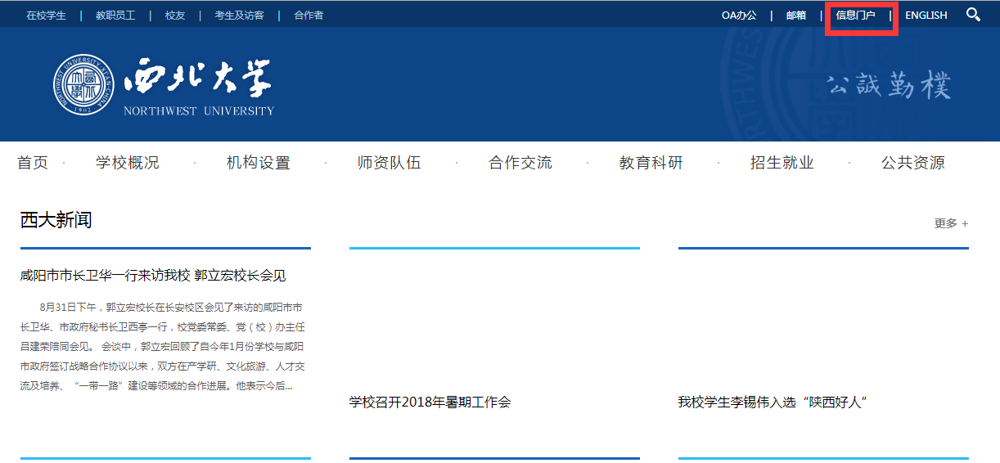 在校学生 | 教职员工 | 校友 | 考生及访客 | 合作者 OA办公 | 邮箱 | 信息门户 | ENGLISH
西北大学
NORTHWEST UNIVERSITY
NORTHWEST UNIVERSITY·XI'AN·CHINA
1902
公誠勤樸
首页 · 学校概况 · 机构设置 · 师资队伍 · 合作交流 · 教育科研 · 招生就业 · 公共资源
西大新闻
更多 +
咸阳市市长卫华一行来访我校 郭立宏校长会见
8月31日下午，郭立宏校长在长安校区会见了来访的咸阳市市
长卫华、市政府秘书长卫西亭一行，校党委常委、党（校）办主任
吕建荣陪同会见。 会谈中，郭立宏回顾了自今年1月份学校与咸阳
市政府签订战略合作协议以来，双方在产学研、文化旅游、人才交
流及培养、“一带一路”建设等领域的合作进展。他表示今后...
学校召开2018年暑期工作会
我校学生李锡伟入选“陕西好人”